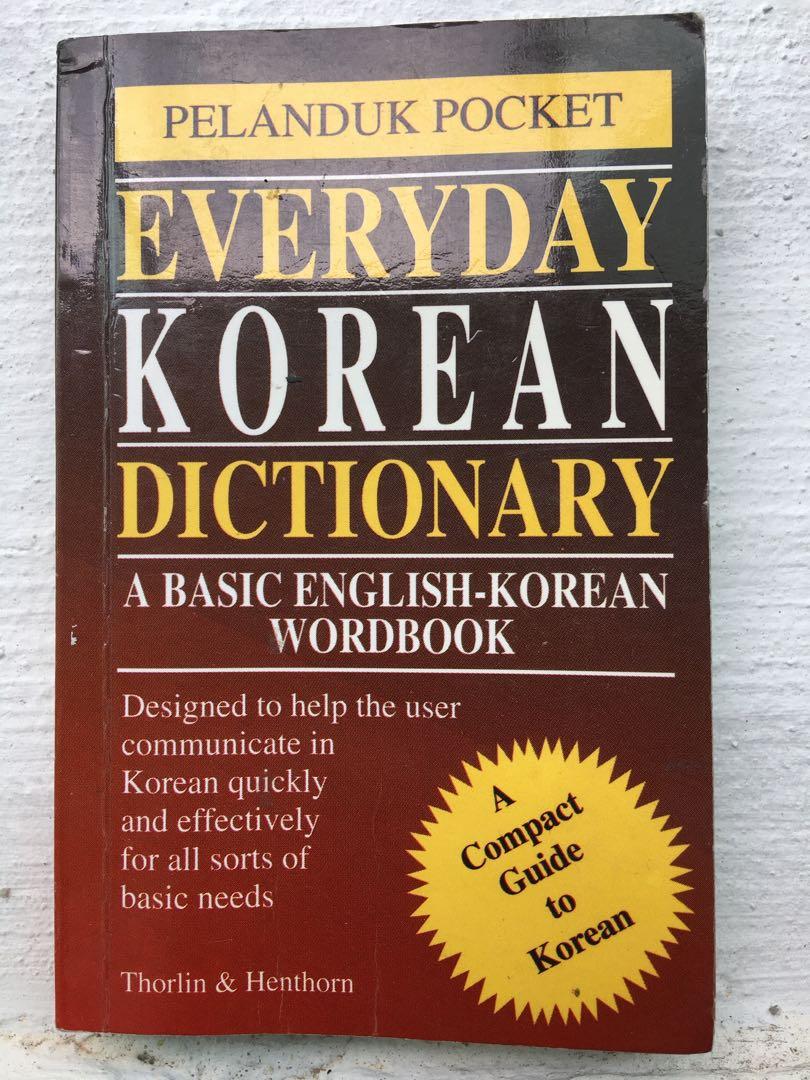 PELANDUK POCKET
EVERYDAY
KOREAN
DICTIONARY
A BASIC ENGLISH-KOREAN
WORDBOOK
Designed to help the user
communicate in
Korean quickly
and effectively
for all sorts of
basic needs
A
Compact
Guide
to
Korean
Thorlin & Henthorn